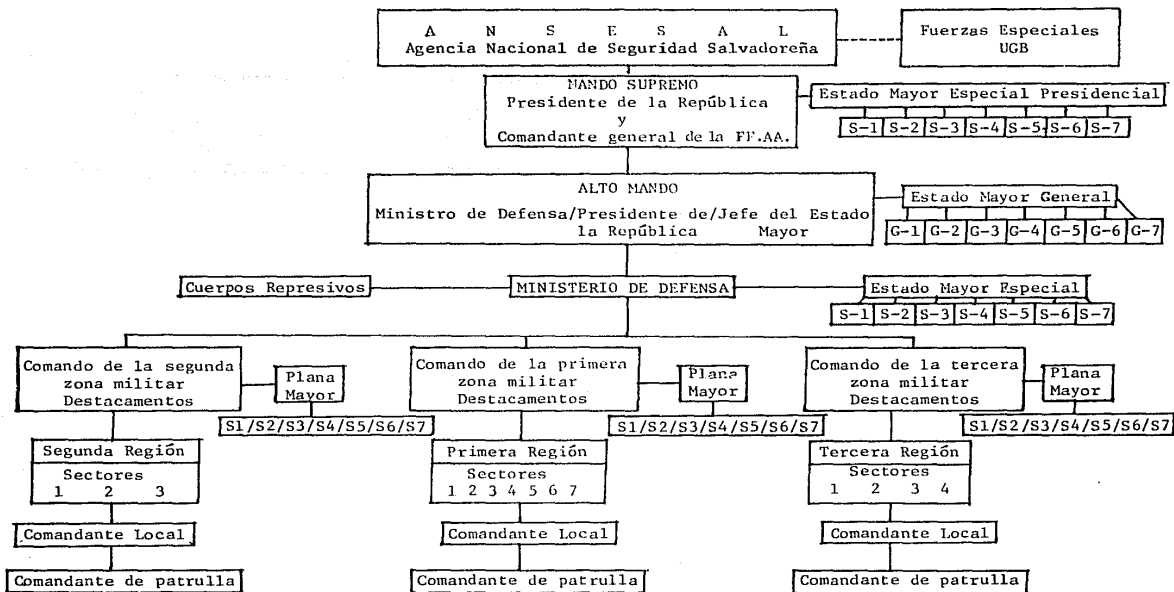 A N S E S A L
Agencia Nacional de Seguridad Salvadoreña
Fuerzas Especiales
UGB
MANDO SUPREMO
Presidente de la República
y
Comandante general de la FF.AA.
Estado Mayor Especial Presidencial
S-1 S-2 S-3 S-4 S-5 S-6 S-7
ALTO MANDO
Ministro de Defensa/Presidente de/Jefe del Estado
la República Mayor
Estado Mayor General
G-1 G-2 G-3 G-4 G-5 G-6 G-7
Cuerpos Represivos
MINISTERIO DE DEFENSA
Estado Mayor Especial
S-1 S-2 S-3 S-4 S-5 S-6 S-7
Comando de la segunda
zona militar
Destacamentos
Plana
Mayor
S1/S2/S3/S4/S5/S6/S7
Comando de la primera
zona militar
Destacamentos
Plana
Mayor
S1/S2/S3/S4/S5/S6/S7
Comando de la tercera
zona militar
Destacamentos
Plana
Mayor
S1/S2/S3/S4/S5/S6/S7
Segunda Región
Sectores
1 2 3
Primera Región
Sectores
1 2 3 4 5 6 7
Tercera Región
Sectores
1 2 3 4
Comandante Local
Comandante Local
Comandante Local
Comandante de patrulla
Comandante de patrulla
Comandante de patrulla